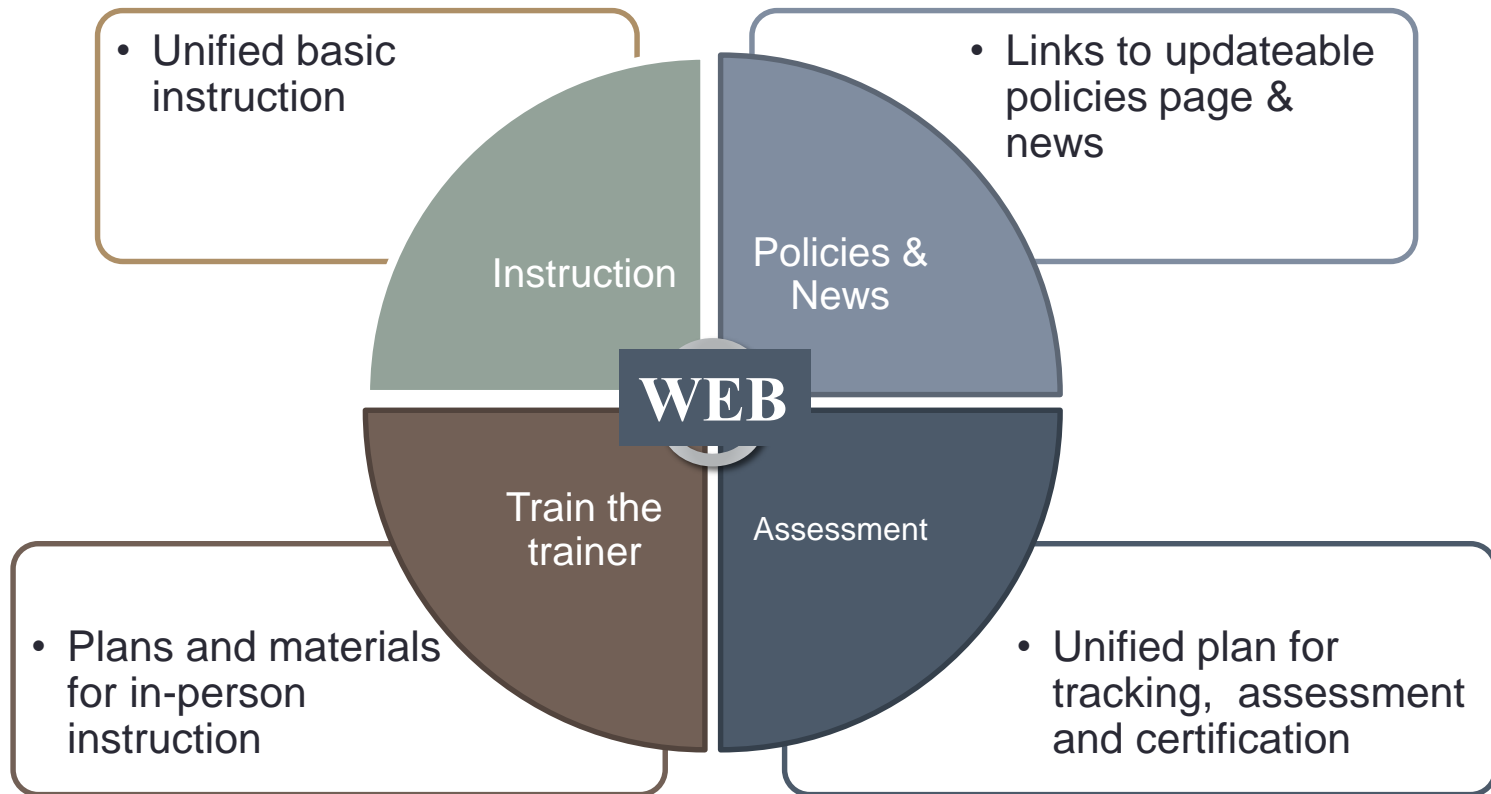 • Unified basic
instruction
• Links to updateable
policies page &
news
Instruction
Policies &
News
WEB
Train the
trainer
Assessment
• Plans and materials
for in-person
instruction
• Unified plan for
tracking, assessment
and certification